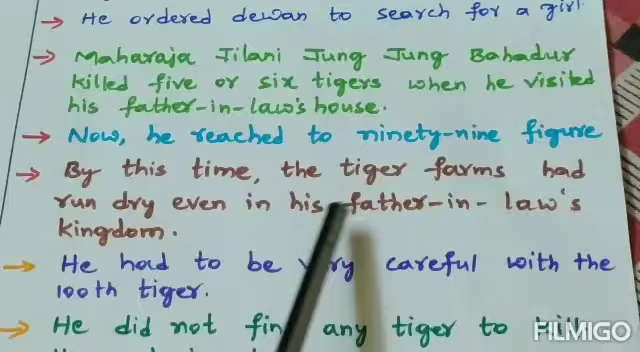 → He ordered dewan to search for a girl.
→ Maharaja Jilani Jung Jung Bahadur
killed five or six tigers when he visited
his father-in-law's house.
→ Now, he reached to ninety-nine figure
→ By this time, the tiger farms had
run dry even in his father-in-law's
kingdom.
→ He had to be very careful with the
100th tiger.
→ He did not find any tiger to kill
FILMIGO